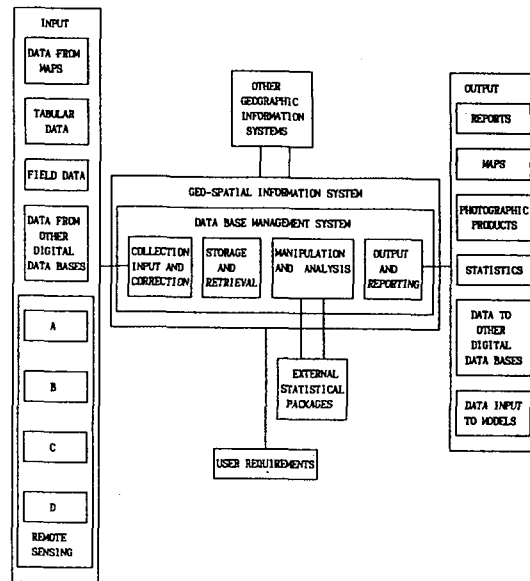 INPUT
DATA FROM
MAPS
TABULAR
DATA
FIELD DATA
DATA FROM
OTHER
DIGITAL
DATA BASES
A
B
C
D
REMOTE
SENSING
OTHER
GEOGRAPHIC
INFORMATION
SYSTEMS
GEO-SPATIAL INFORMATION SYSTEM
DATA BASE MANAGEMENT SYSTEM
COLLECTION
INPUT AND
CORRECTION
STORAGE
AND
RETRIEVAL
MANIPULATION
AND ANALYSIS
OUTPUT
AND
REPORTING
EXTERNAL
STATISTICAL
PACKAGES
USER REQUIREMENTS
OUTPUT
REPORTS
MAPS
PHOTOGRAPHIC
PRODUCTS
STATISTICS
DATA TO
OTHER
DIGITAL
DATA BASES
DATA INPUT
TO MODELS